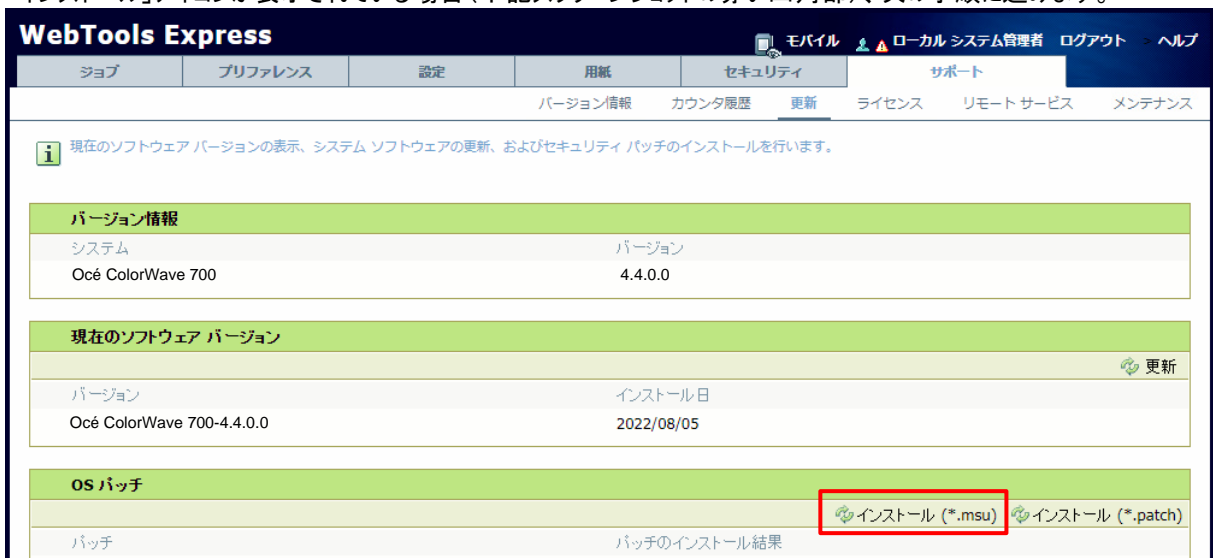 WebTools Express
モバイル ローカル システム管理者 ログアウト ヘルプ
ジョブ プリファレンス 設定 用紙 セキュリティ サポート
バージョン情報 カウンタ履歴 更新 ライセンス リモート サービス メンテナンス
現在のソフトウェア バージョンの表示、システム ソフトウェアの更新、およびセキュリティ パッチのインストールを行います。
バージョン情報
システム バージョン
Océ ColorWave 700 4.4.0.0
現在のソフトウェア バージョン
更新
バージョン インストール日
Océ ColorWave 700-4.4.0.0 2022/08/05
OS パッチ
インストール (*.msu) インストール (*.patch)
パッチ パッチのインストール結果